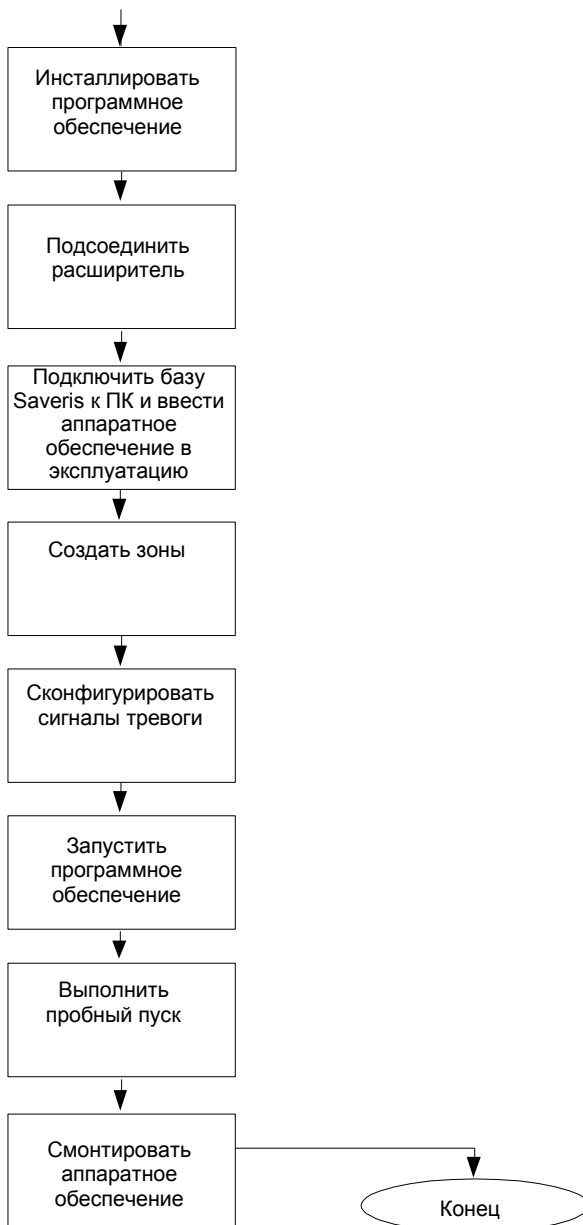 Инсталлировать
программное
обеспечение
Подсоединить
расширитель
Подключить базу
Saveris к ПК и ввести
аппаратное
обеспечение в
эксплуатацию
Создать зоны
Сконфигурировать
сигналы тревоги
Запустить
программное
обеспечение
Выполнить
пробный пуск
Смонтировать
аппаратное
обеспечение
Конец